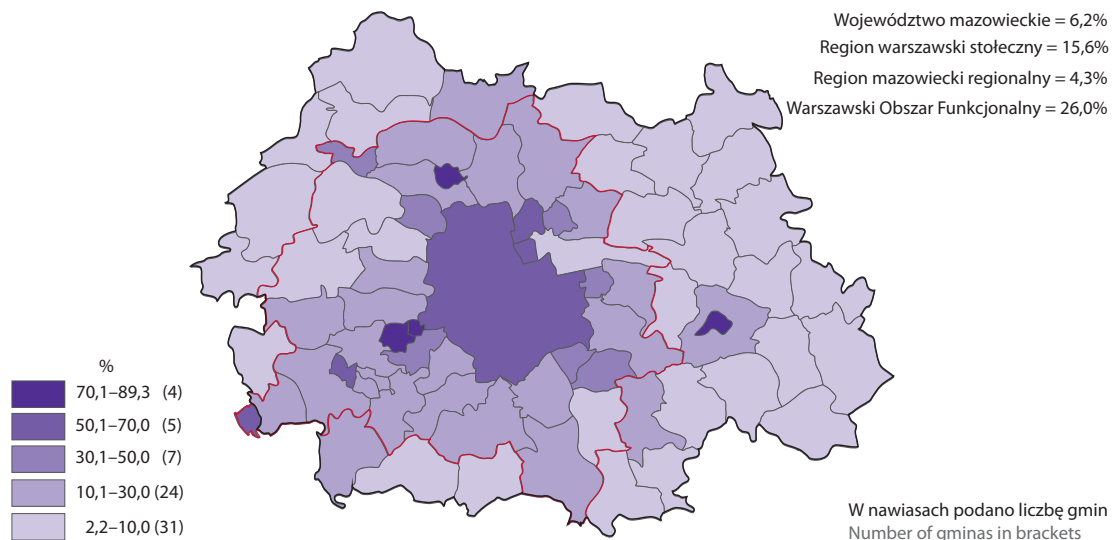 Województwo mazowieckie = 6,2%
Region warszawski stołeczny = 15,6%
Region mazowiecki regionalny = 4,3%
Warszawski Obszar Funkcjonalny = 26,0%
%
70,1–89,3 (4)
50,1–70,0 (5)
30,1–50,0 (7)
10,1–30,0 (24)
2,2–10,0 (31)
W nawiasach podano liczbę gmin
Number of gminas in brackets